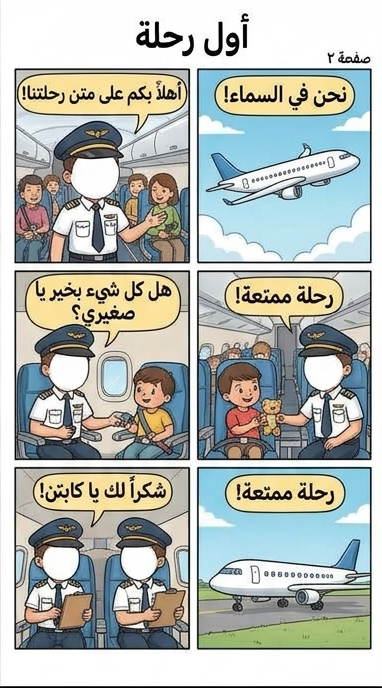 أول رحلة
صفمة ٢
نحن في السماء!
أهلاً بكم على متن رحلتنا!
رحلة ممتعة!
هل كل شيء بخير يا
صغيري؟
رحلة ممتعة!
شكراً لك يا كابتن!